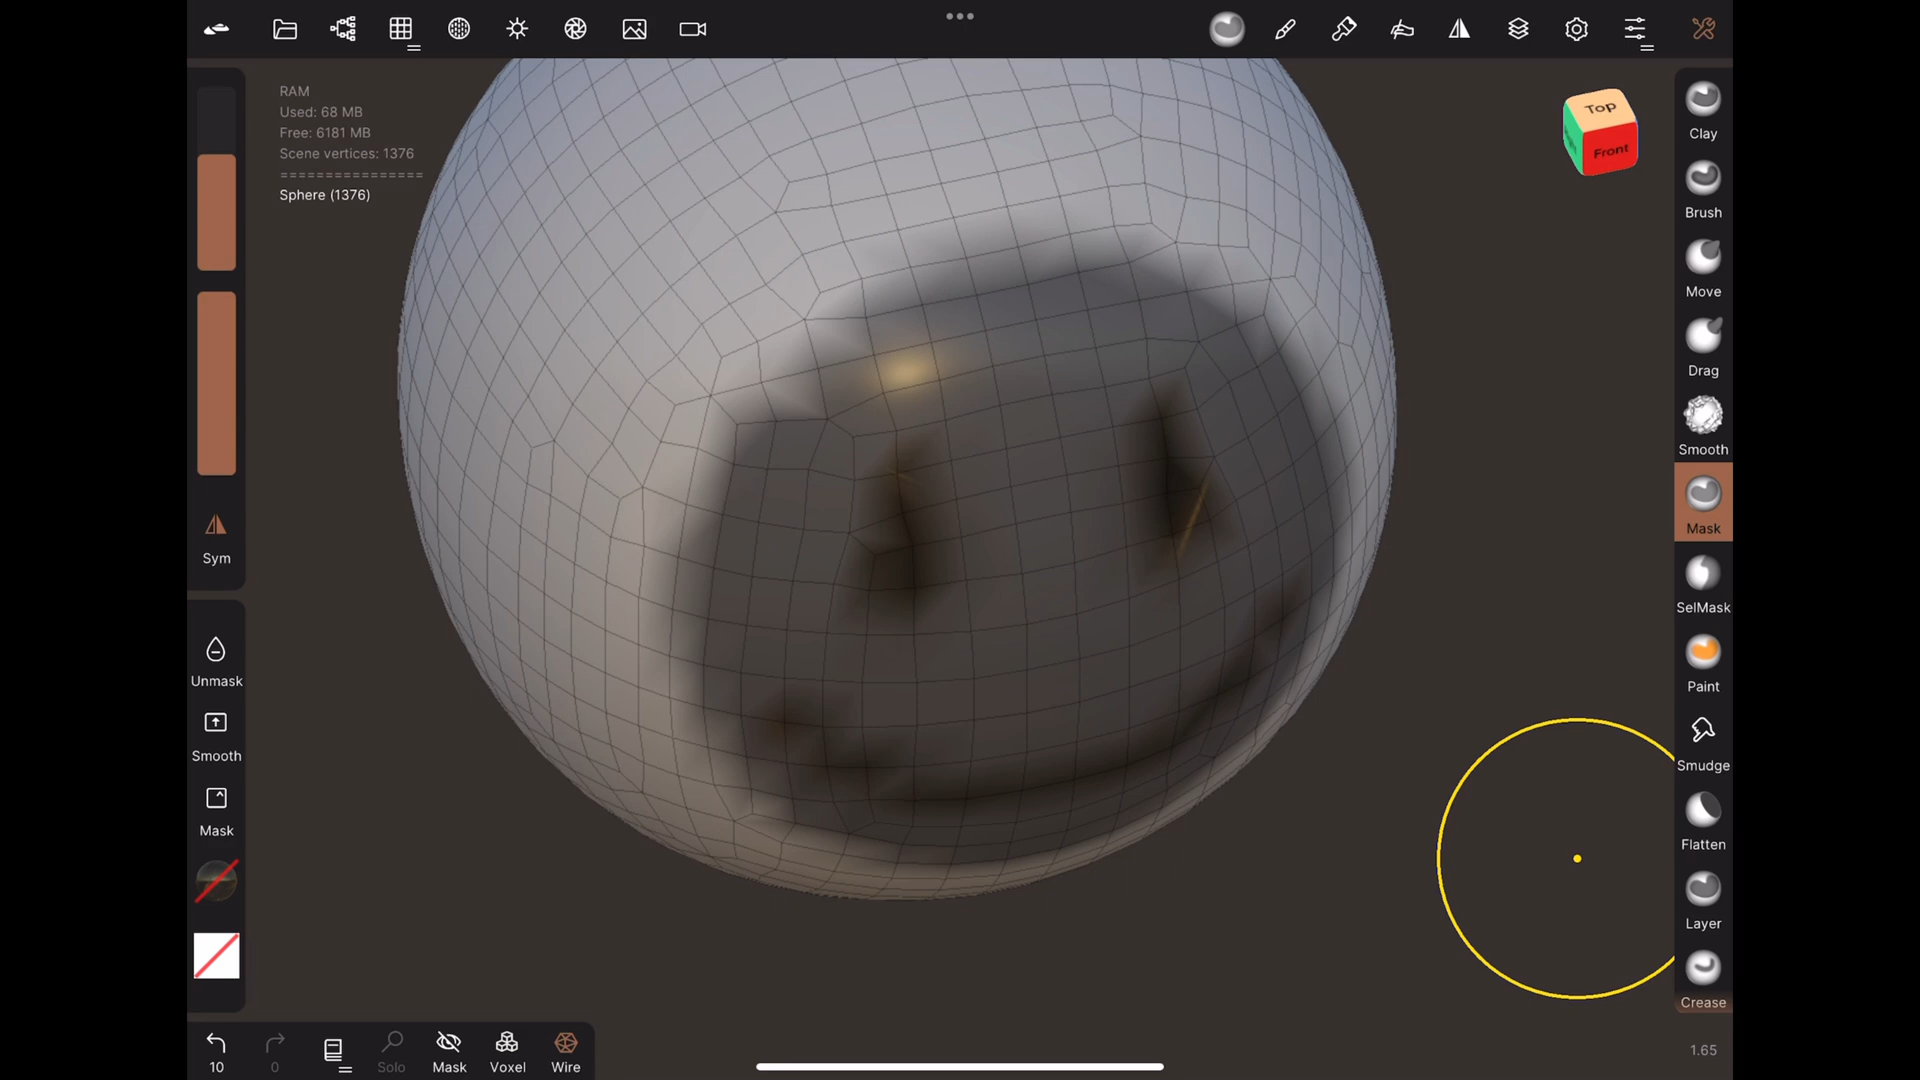 RAM
Used: 68 MB
Free: 6181 MB
Scene vertices: 1376
================
Sphere (1376)
Top
Front
Sym
Unmask
Smooth
Mask
10
0
Solo
Mask
Voxel
Wire
Clay
Brush
Move
Drag
Smooth
Mask
SelMask
Paint
Smudge
Flatten
Layer
Crease
1.65